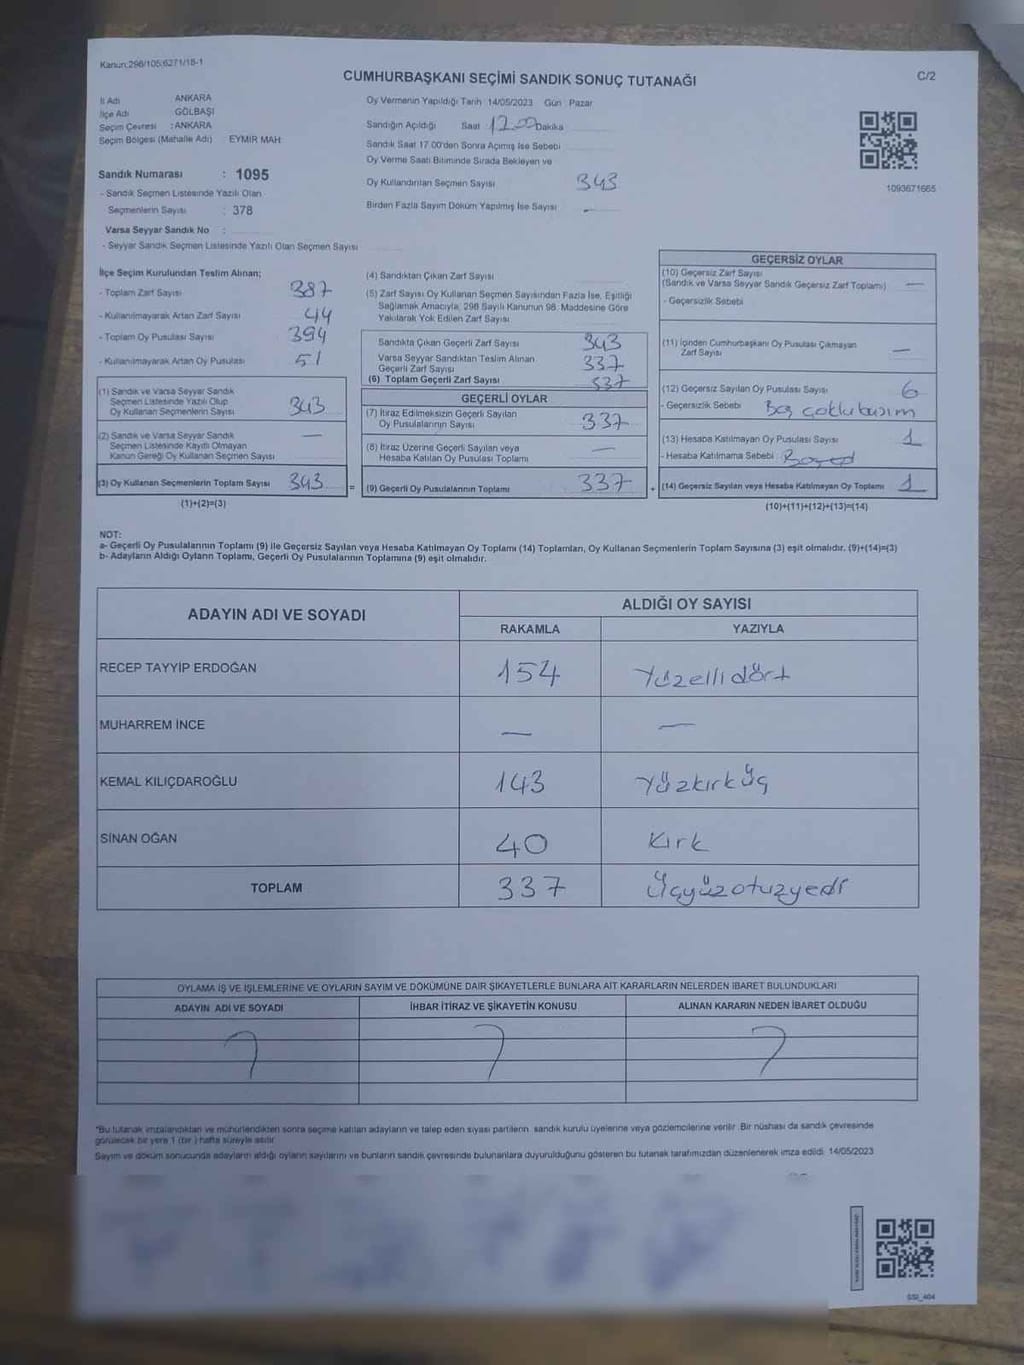 Kanun:298/105;6271/18-1
C/2
CUMHURBAŞKANI SEÇİMİ SANDIK SONUÇ TUTANAĞI
İl Adı ANKARA
İlçe Adı GÖLBAŞI
Seçim Çevresi : ANKARA
Seçim Bölgesi (Mahalle Adı) EYMİR MAH
Sandık Numarası : 1095
- Sandık Seçmen Listesinde Yazılı Olan
Seçmenlerin Sayısı : 378
Varsa Seyyar Sandık No :
- Seyyar Sandık Seçmen Listesinde Yazılı Olan Seçmen Sayısı
Oy Vermenin Yapıldığı Tarih 14/05/2023 Gün Pazar
Sandığın Açıldığı Saat Dakika
Sandık Saat 17.00'den Sonra Açılmış İse Sebebi
Oy Verme Saati Bitiminde Sırada Bekleyen ve
Oy Kullandırılan Seçmen Sayısı 343
Birden Fazla Sayım Döküm Yapılmış İse Sayısı -
1093671665
İlçe Seçim Kurulundan Teslim Alınan;
- Toplam Zarf Sayısı 387
- Kullanılmayarak Artan Zarf Sayısı 44
- Toplam Oy Pusulası Sayısı 394
- Kullanılmayarak Artan Oy Pusulası 51
(1) Sandık ve Varsa Seyyar Sandık
Seçmen Listesinde Yazılı Olup
Oy Kullanan Seçmenlerin Sayısı 343
(2) Sandık ve Varsa Seyyar Sandık
Seçmen Listesinde Kayıtlı Olmayan
Kanun Gereği Oy Kullanan Seçmen Sayısı —
(3) Oy Kullanan Seçmenlerin Toplam Sayısı 343
(1)+(2)=(3)
(4) Sandıktan Çıkan Zarf Sayısı
(5) Zarf Sayısı Oy Kullanan Seçmen Sayısından Fazla İse, Eşitliği
Sağlamak Amacıyla, 298 Sayılı Kanunun 98. Maddesine Göre
Yakılarak Yok Edilen Zarf Sayısı
Sandıkta Çıkan Geçerli Zarf Sayısı 343
Varsa Seyyar Sandıktan Teslim Alınan
Geçerli Zarf Sayısı 337
(6) Toplam Geçerli Zarf Sayısı 337
GEÇERLİ OYLAR
(7) İtiraz Edilmeksizin Geçerli Sayılan
Oy Pusulalarının Sayısı 337
(8) İtiraz Üzerine Geçerli Sayılan veya
Hesaba Katılan Oy Pusulası Toplamı —
= (9) Geçerli Oy Pusulalarının Toplamı 337 +
GEÇERSİZ OYLAR
(10) Geçersiz Zarf Sayısı
(Sandık ve Varsa Seyyar Sandık Geçersiz Zarf Toplamı) —
- Geçersizlik Sebebi
(11) İçinden Cumhurbaşkanı Oy Pusulası Çıkmayan
Zarf Sayısı —
(12) Geçersiz Sayılan Oy Pusulası Sayısı 6
- Geçersizlik Sebebi
(13) Hesaba Katılmayan Oy Pusulası Sayısı 1
- Hesaba Katılmama Sebebi
(14) Geçersiz Sayılan veya Hesaba Katılmayan Oy Toplamı 1
(10)+(11)+(12)+(13)=(14)
NOT:
a- Geçerli Oy Pusulalarının Toplamı (9) ile Geçersiz Sayılan veya Hesaba Katılmayan Oy Toplamı (14) Toplamları, Oy Kullanan Seçmenlerin Toplam Sayısına (3) eşit olmalıdır. (9)+(14)=(3)
b- Adayların Aldığı Oyların Toplamı, Geçerli Oy Pusulalarının Toplamına (9) eşit olmalıdır.
ADAYIN ADI VE SOYADI ALDIĞI OY SAYISI
RAKAMLA YAZIYLA
RECEP TAYYİP ERDOĞAN 154 Yüzellidört
MUHARREM İNCE — —
KEMAL KILIÇDAROĞLU 143 Yüzkırküç
SİNAN OĞAN 40 Kırk
TOPLAM 337 Üçyüzotuzyedi
OYLAMA İŞ VE İŞLEMLERİNE VE OYLARIN SAYIM VE DÖKÜMÜNE DAİR ŞİKAYETLERLE BUNLARA AİT KARARLARIN NELERDEN İBARET BULUNDUKLARI
ADAYIN ADI VE SOYADI İHBAR İTİRAZ VE ŞİKAYETİN KONUSU ALINAN KARARIN NEDEN İBARET OLDUĞU
"Bu tutanak imzalandıktan ve mühürlendikten sonra seçime katılan adayların ve talep eden siyasi partilerin sandık kurulu üyelerine veya gözlemcilerine verilir. Bir nüshası da sandık çevresinde
görülecek bir yere 1 (bir ) hafta süreyle asılır.
Sayım ve döküm sonucunda adayların aldığı oyların sayılarını ve bunların sandık çevresinde bulunanlara duyurulduğunu gösteren bu tutanak tarafımızdan düzenlenerek imza edildi. 14/05/2023
SSI_404